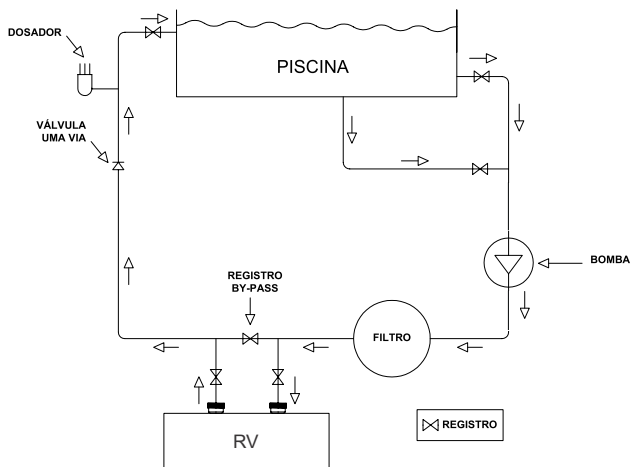 DOSADOR
PISCINA
VÁLVULA
UMA VIA
BOMBA
REGISTRO
BY-PASS
FILTRO
REGISTRO
RV